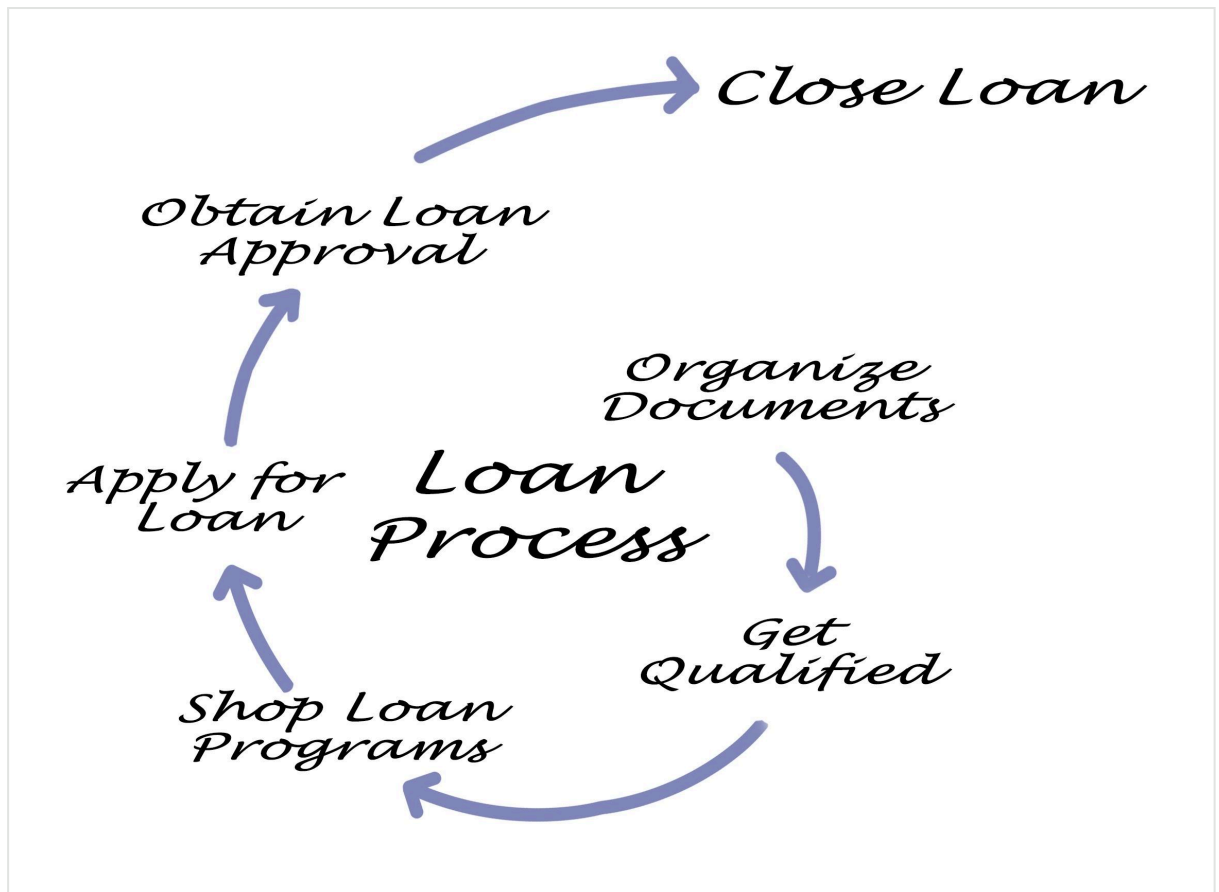 Close Loan
Obtain Loan
Approval
Organize
Documents
Loan
Process
Apply for
Loan
Get
Qualified
Shop Loan
Programs